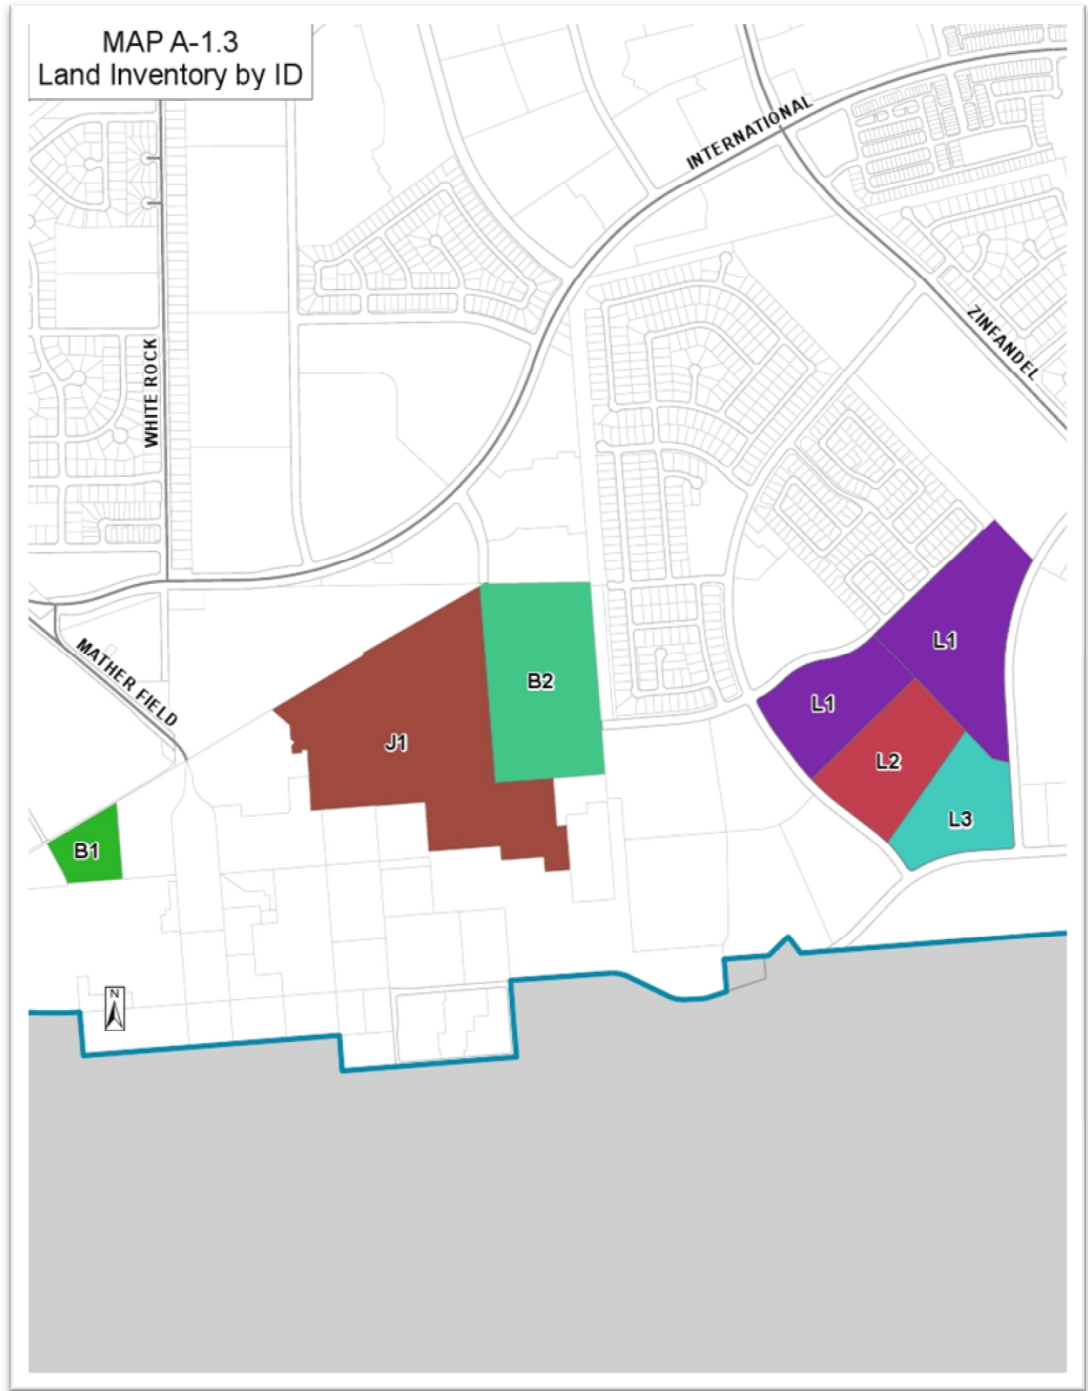 MAP A-1.3
Land Inventory by ID
INTERNATIONAL
ZINFANDEL
WHITE ROCK
MATHER FIELD
L1
B2
L1
J1
L2
L3
B1
N